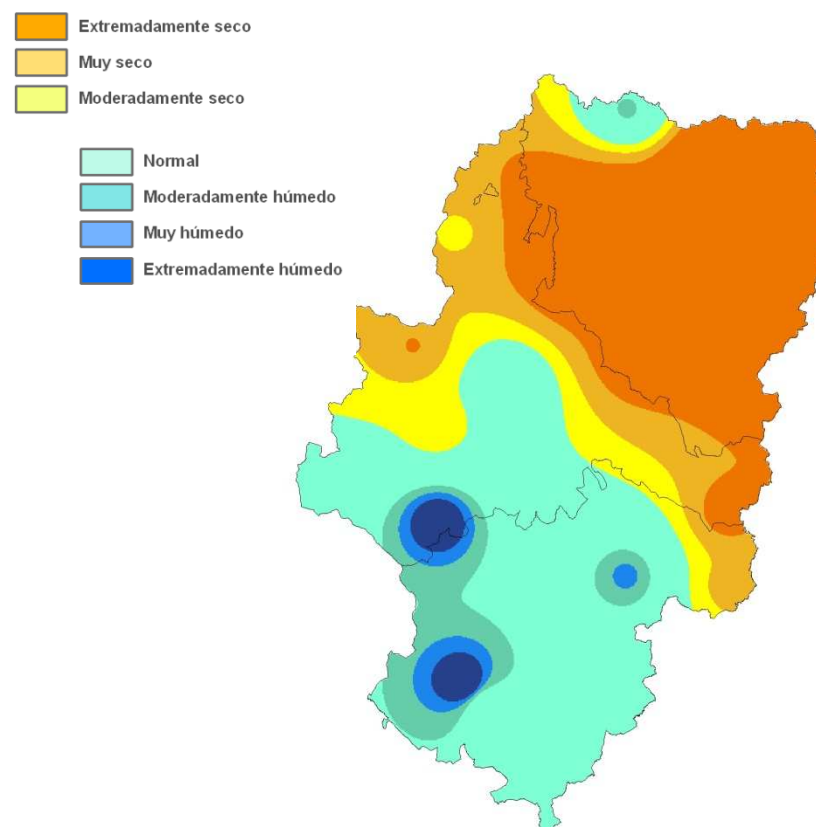 Extremadamente seco
Muy seco
Moderadamente seco
Normal
Moderadamente húmedo
Muy húmedo
Extremadamente húmedo